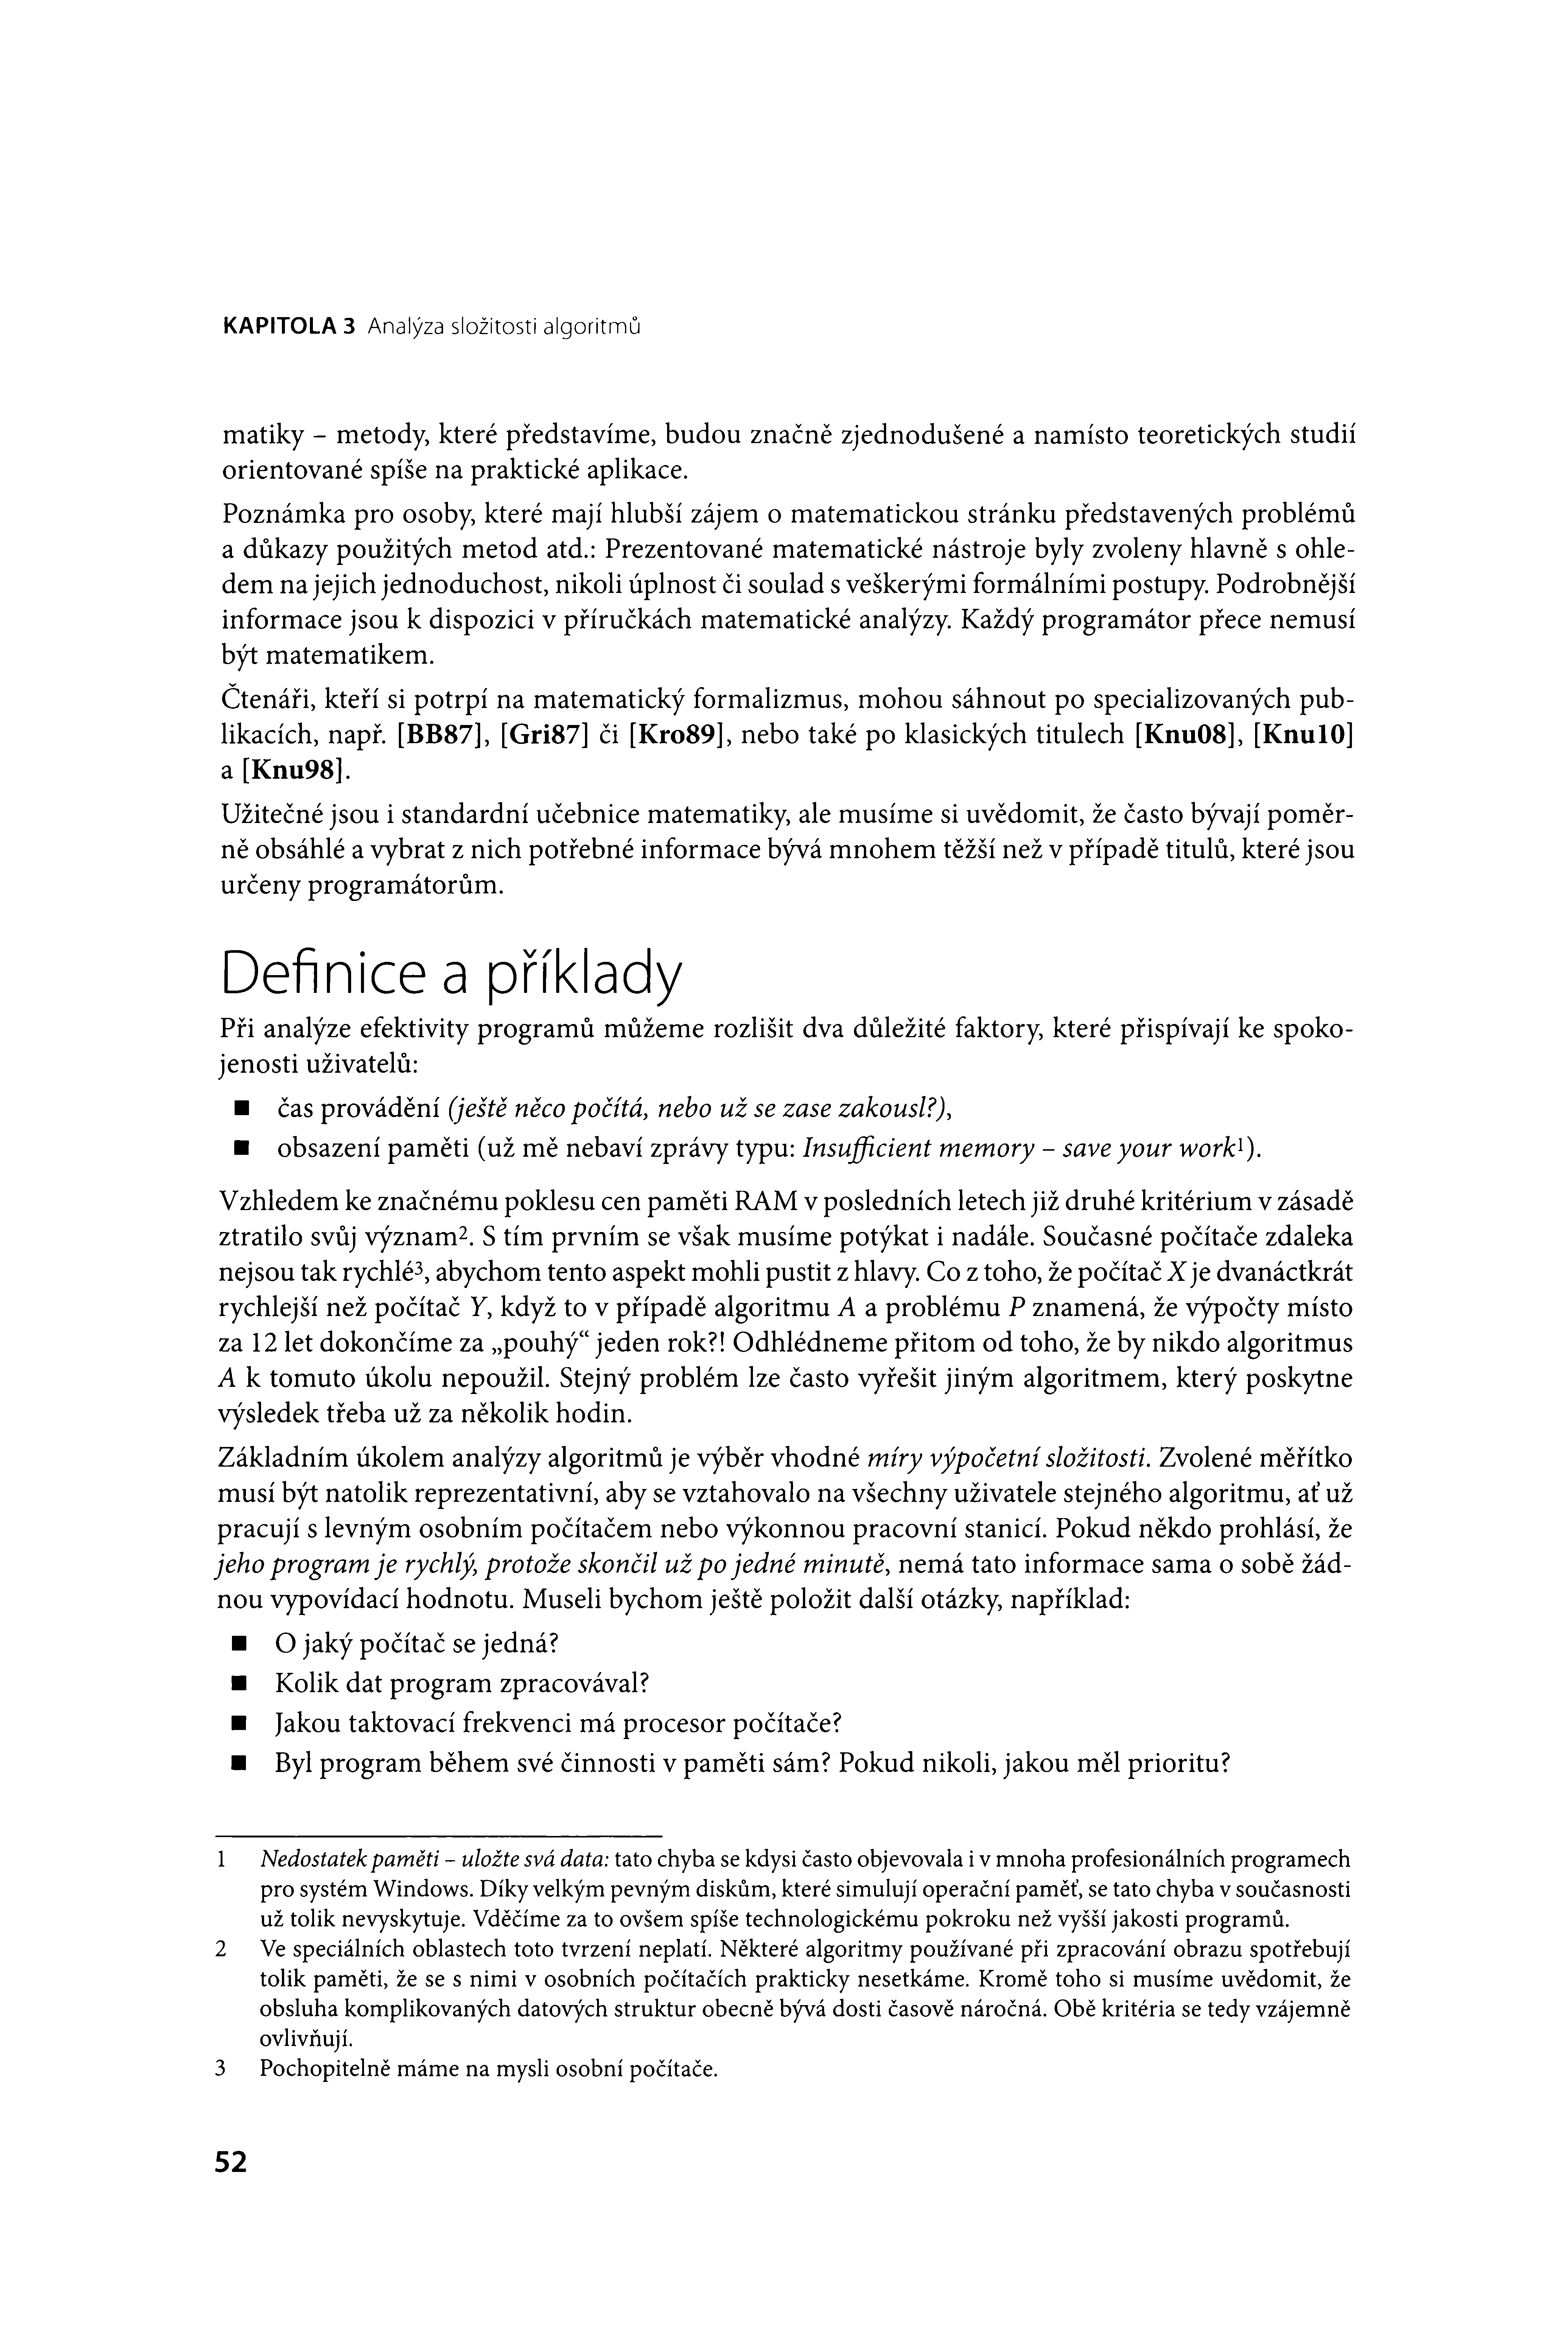 KAPITOLA 3 Analýza složitosti algoritmů
matiky – metody, které představíme, budou značně zjednodušené a namísto teoretických studií
orientované spíše na praktické aplikace.
Poznámka pro osoby, které mají hlubší zájem o matematickou stránku představených problémů
a důkazy použitých metod atd.: Prezentované matematické nástroje byly zvoleny hlavně s ohle-
dem na jejich jednoduchost, nikoli úplnost či soulad s veškerými formálními postupy. Podrobnější
informace jsou k dispozici v příručkách matematické analýzy. Každý programátor přece nemusí
být matematikem.
Čtenáři, kteří si potrpí na matematický formalizmus, mohou sáhnout po specializovaných pub-
likacích, např. [BB87], [Gri87] či [Kro89], nebo také po klasických titulech [Knu08], [Knu10]
a [Knu98].
Užitečné jsou i standardní učebnice matematiky, ale musíme si uvědomit, že často bývají poměr-
ně obsáhlé a vybrat z nich potřebné informace bývá mnohem těžší než v případě titulů, které jsou
určeny programátorům.
Definice a příklady
Při analýze efektivity programů můžeme rozlišit dva důležité faktory, které přispívají ke spoko-
jenosti uživatelů:
■ čas provádění (ještě něco počítá, nebo už se zase zakousl?),
■ obsazení paměti (už mě nebaví zprávy typu: Insufficient memory – save your work¹).
Vzhledem ke značnému poklesu cen paměti RAM v posledních letech již druhé kritérium v zásadě
ztratilo svůj význam². S tím prvním se však musíme potýkat i nadále. Současné počítače zdaleka
nejsou tak rychlé³, abychom tento aspekt mohli pustit z hlavy. Co z toho, že počítač X je dvanáctkrát
rychlejší než počítač Y, když to v případě algoritmu A a problému P znamená, že výpočty místo
za 12 let dokončíme za „pouhý“ jeden rok?! Odhlédneme přitom od toho, že by nikdo algoritmus
A k tomuto úkolu nepoužil. Stejný problém lze často vyřešit jiným algoritmem, který poskytne
výsledek třeba už za několik hodin.
Základním úkolem analýzy algoritmů je výběr vhodné míry výpočetní složitosti. Zvolené měřítko
musí být natolik reprezentativní, aby se vztahovalo na všechny uživatele stejného algoritmu, ať už
pracují s levným osobním počítačem nebo výkonnou pracovní stanicí. Pokud někdo prohlásí, že
jeho program je rychlý, protože skončil už po jedné minutě, nemá tato informace sama o sobě žád-
nou vypovídací hodnotu. Museli bychom ještě položit další otázky, například:
■ O jaký počítač se jedná?
■ Kolik dat program zpracovával?
■ Jakou taktovací frekvenci má procesor počítače?
■ Byl program během své činnosti v paměti sám? Pokud nikoli, jakou měl prioritu?
1 Nedostatek paměti – uložte svá data: tato chyba se kdysi často objevovala i v mnoha profesionálních programech
pro systém Windows. Díky velkým pevným diskům, které simulují operační paměť, se tato chyba v současnosti
už tolik nevyskytuje. Vděčíme za to ovšem spíše technologickému pokroku než vyšší jakosti programů.
2 Ve speciálních oblastech toto tvrzení neplatí. Některé algoritmy používané při zpracování obrazu spotřebují
tolik paměti, že se s nimi v osobních počítačích prakticky nesetkáme. Kromě toho si musíme uvědomit, že
obsluha komplikovaných datových struktur obecně bývá dosti časově náročná. Obě kritéria se tedy vzájemně
ovlivňují.
3 Pochopitelně máme na mysli osobní počítače.
52